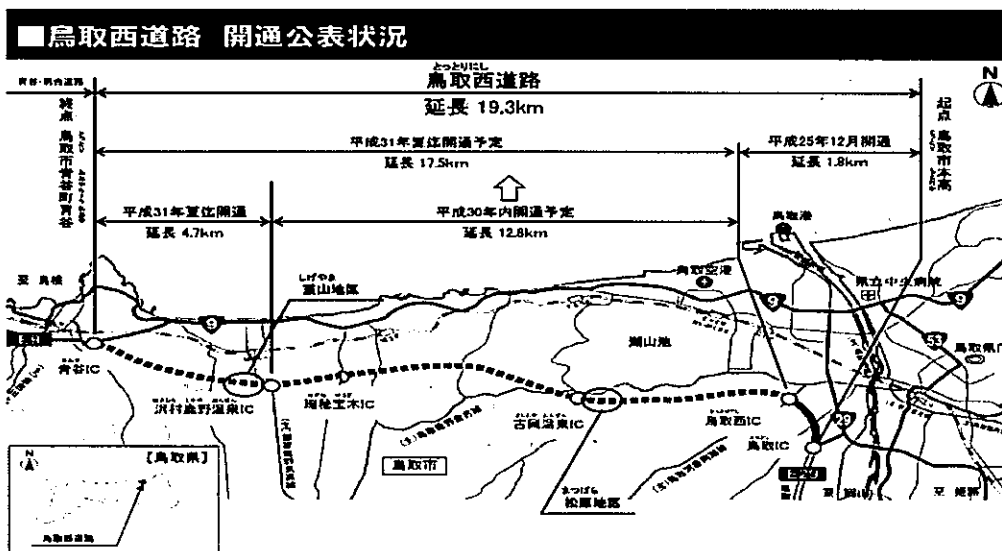 ■鳥取西道路 開通公表状況
とっとりにし
鳥取西道路
延長 19.3km
N
終点
鳥取市青谷町青谷
起点
鳥取市本高
平成31年夏迄開通予定
延長 17.5km
平成25年12月開通
延長 1.8km
平成31年夏迄開通
延長 4.7km
平成30年内開通予定
延長 12.8km
鳥取港
しげやま
重山地区
鳥取空港
県立中央病院
9
9
9
53
湖山池
青谷IC
浜村鹿野温泉IC
瑞穂宝木IC
吉岡温泉IC
鳥取西IC
鳥取IC
29
鳥取市
まつばら
松原地区
N
[鳥取県]
鳥取西道路